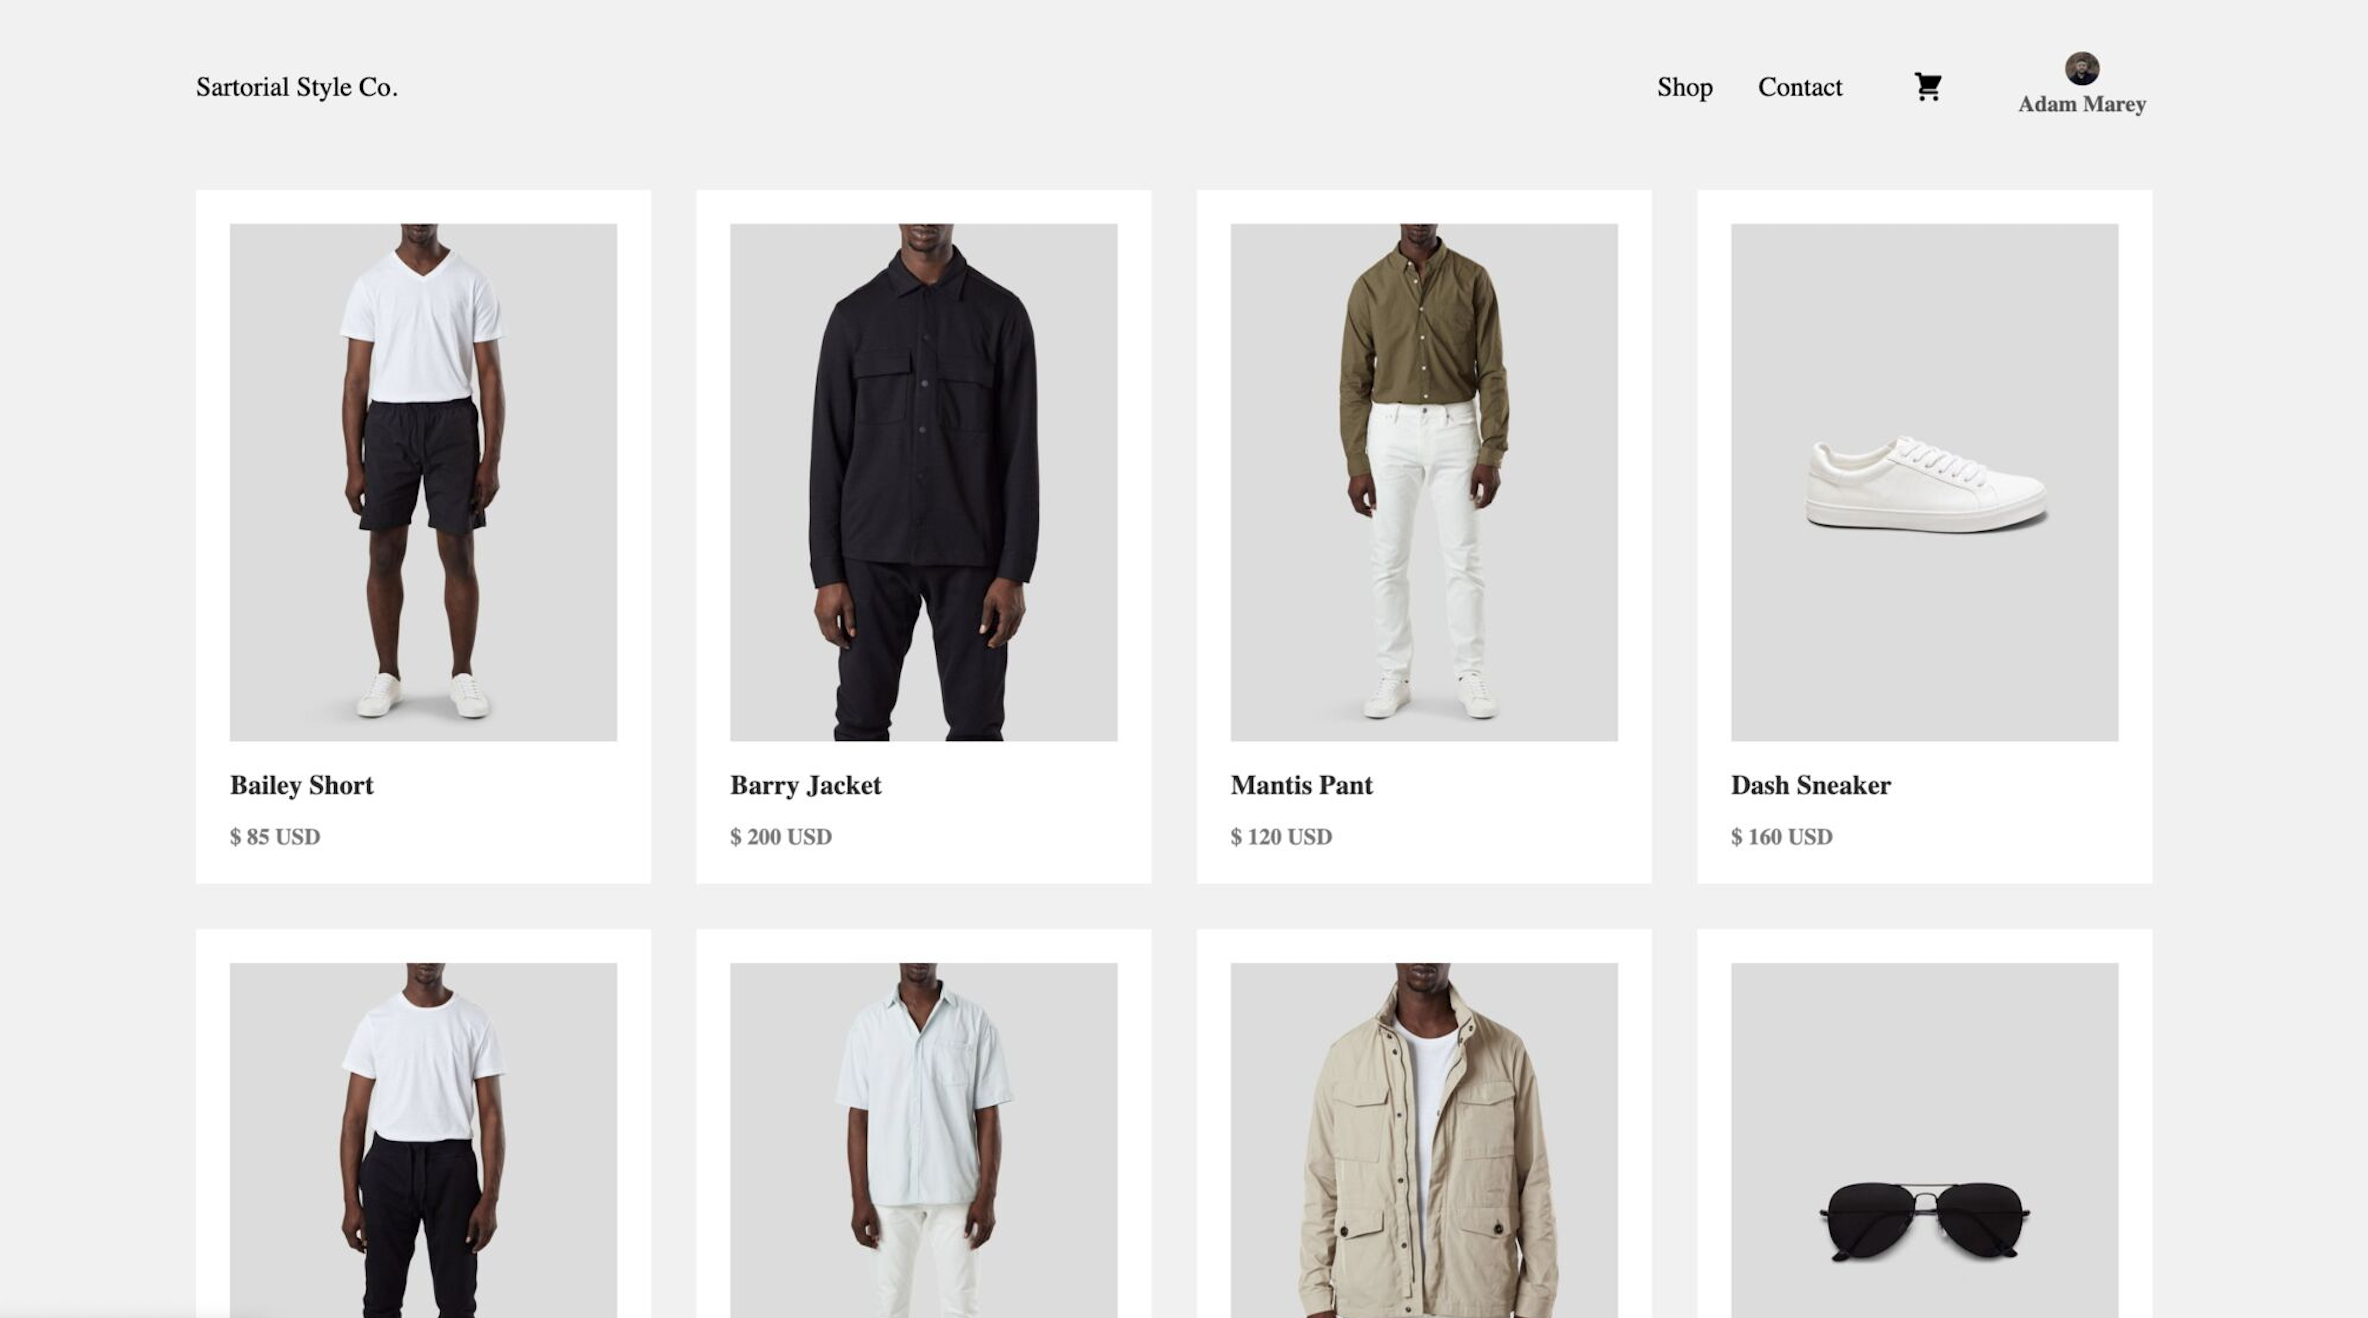 Sartorial Style Co.
Shop
Contact
Adam Marey
Bailey Short
$ 85 USD
Barry Jacket
$ 200 USD
Mantis Pant
$ 120 USD
Dash Sneaker
$ 160 USD